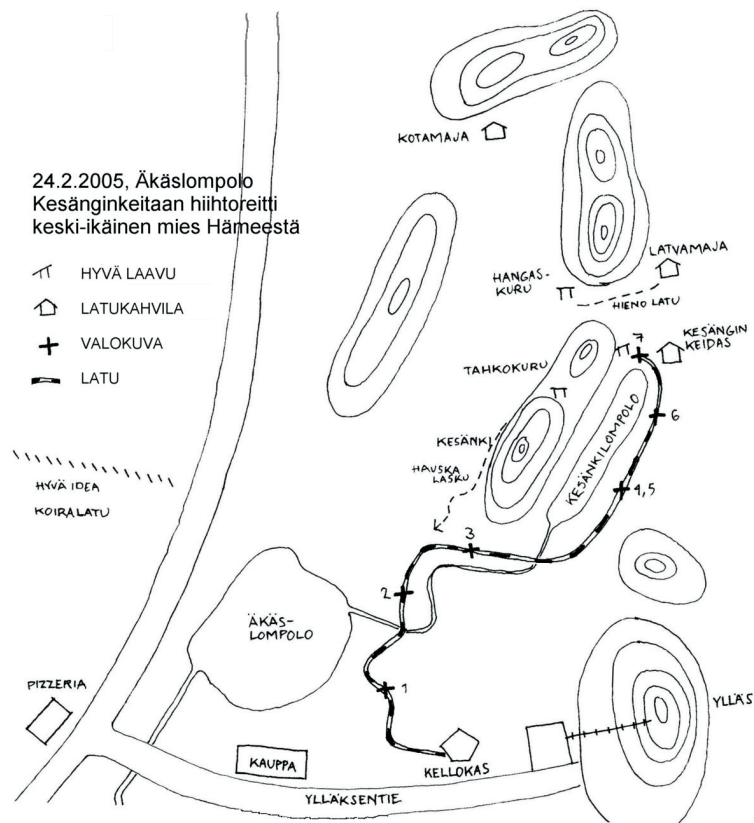 KOTAMAJA
24.2.2005, Äkäslompolo
Kesänginkeitaan hiihtoreitti
keski-ikäinen mies Hämeestä
HYVÄ LAAVU
LATUKAHVILA
VALOKUVA
LATU
HANGAS-
KURU
LATVAMAJA
HIENO LATU
7
KESÄNGIN
KEIDAS
TAHKOKURU
KESÄNKI
KESÄNKILOMPOLO
6
HAUSKA
LASKU
4,5
HYVÄ IDEA
KOIRALATU
3
2
ÄKÄS-
LOMPOLO
1
PIZZERIA
YLLÄS
KAUPPA
KELLOKAS
YLLÄKSENTIE